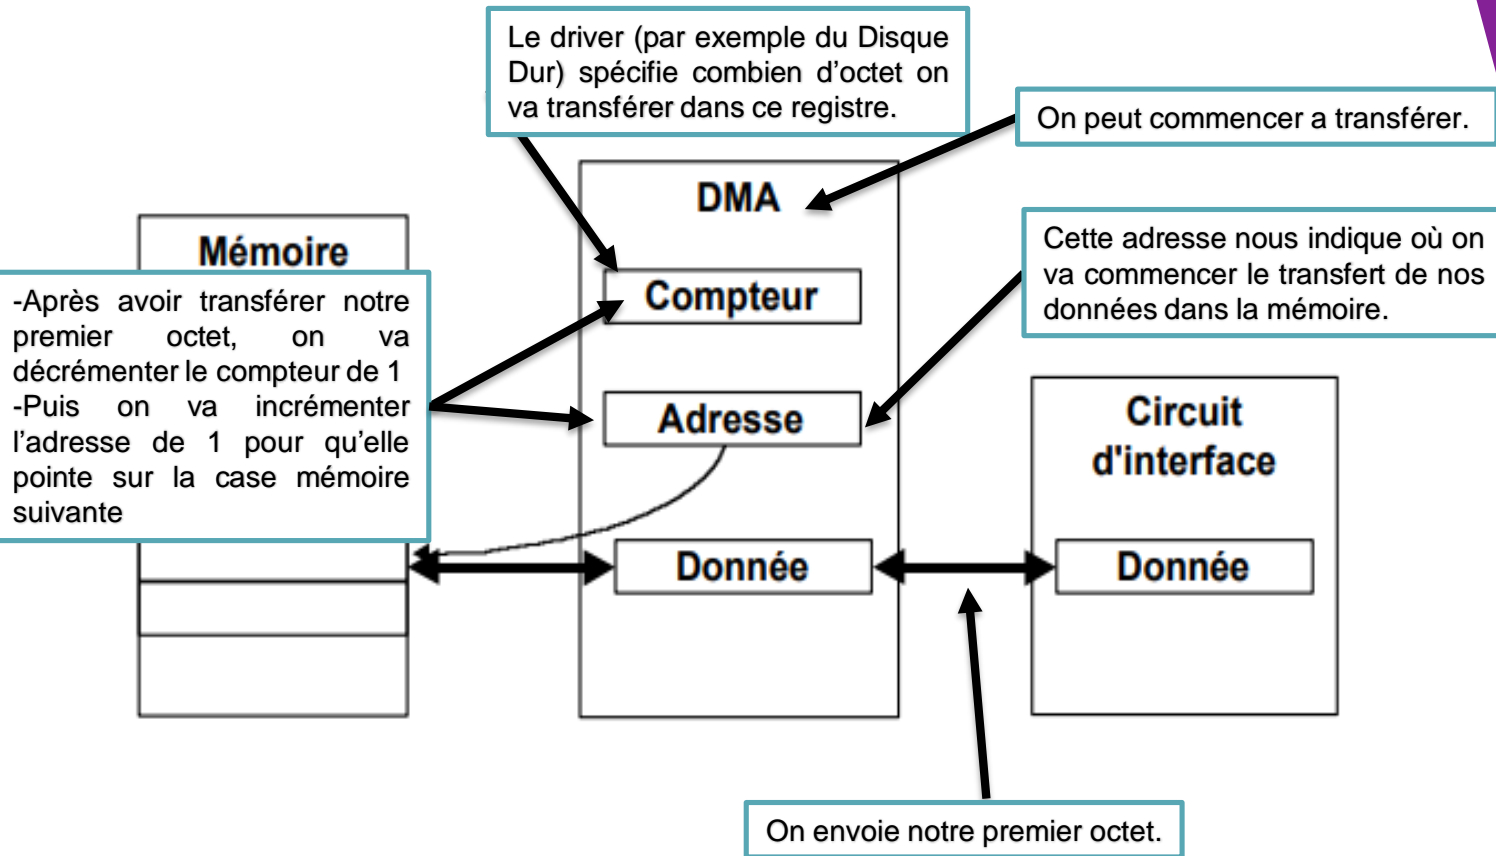 Le driver (par exemple du Disque
Dur) spécifie combien d'octet on
va transférer dans ce registre.
On peut commencer a transférer.
DMA
Mémoire
Cette adresse nous indique où on
va commencer le transfert de nos
données dans la mémoire.
Compteur
-Après avoir transférer notre
premier octet, on va
décrémenter le compteur de 1
-Puis on va incrémenter
l'adresse de 1 pour qu'elle
pointe sur la case mémoire
suivante
Adresse
Circuit
d'interface
Donnée
Donnée
On envoie notre premier octet.